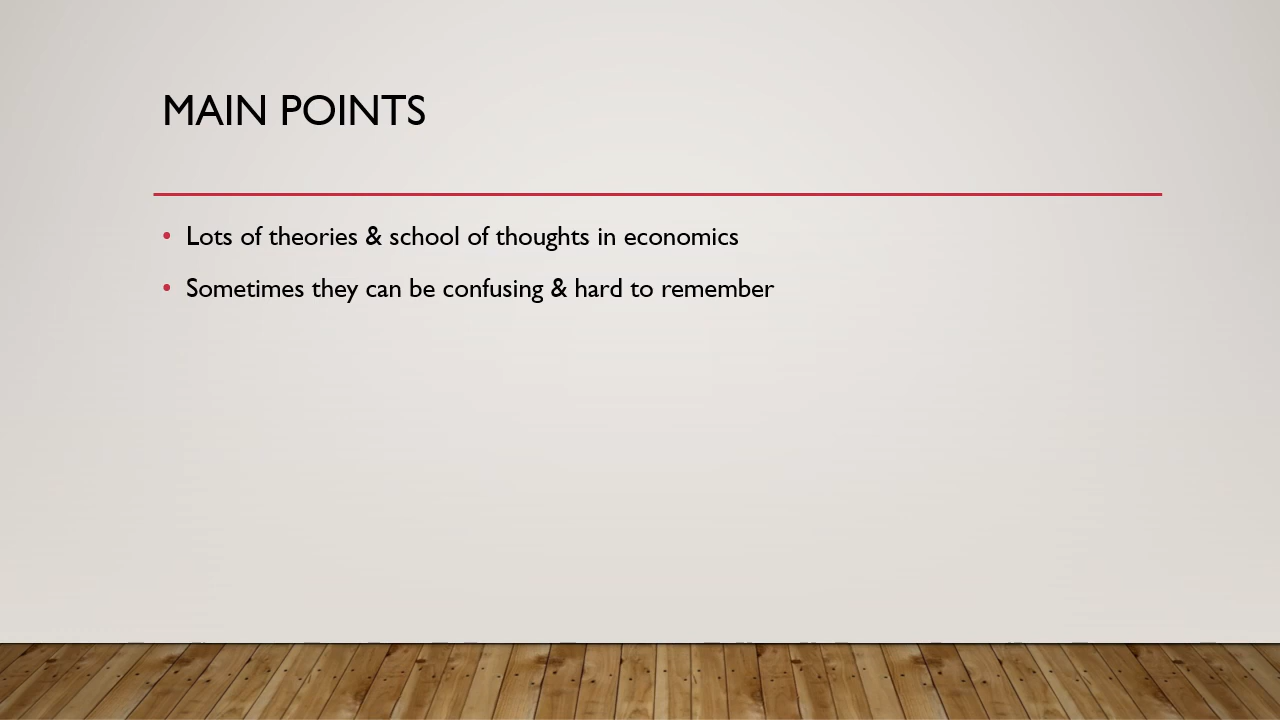 MAIN POINTS
• Lots of theories & school of thoughts in economics
• Sometimes they can be confusing & hard to remember